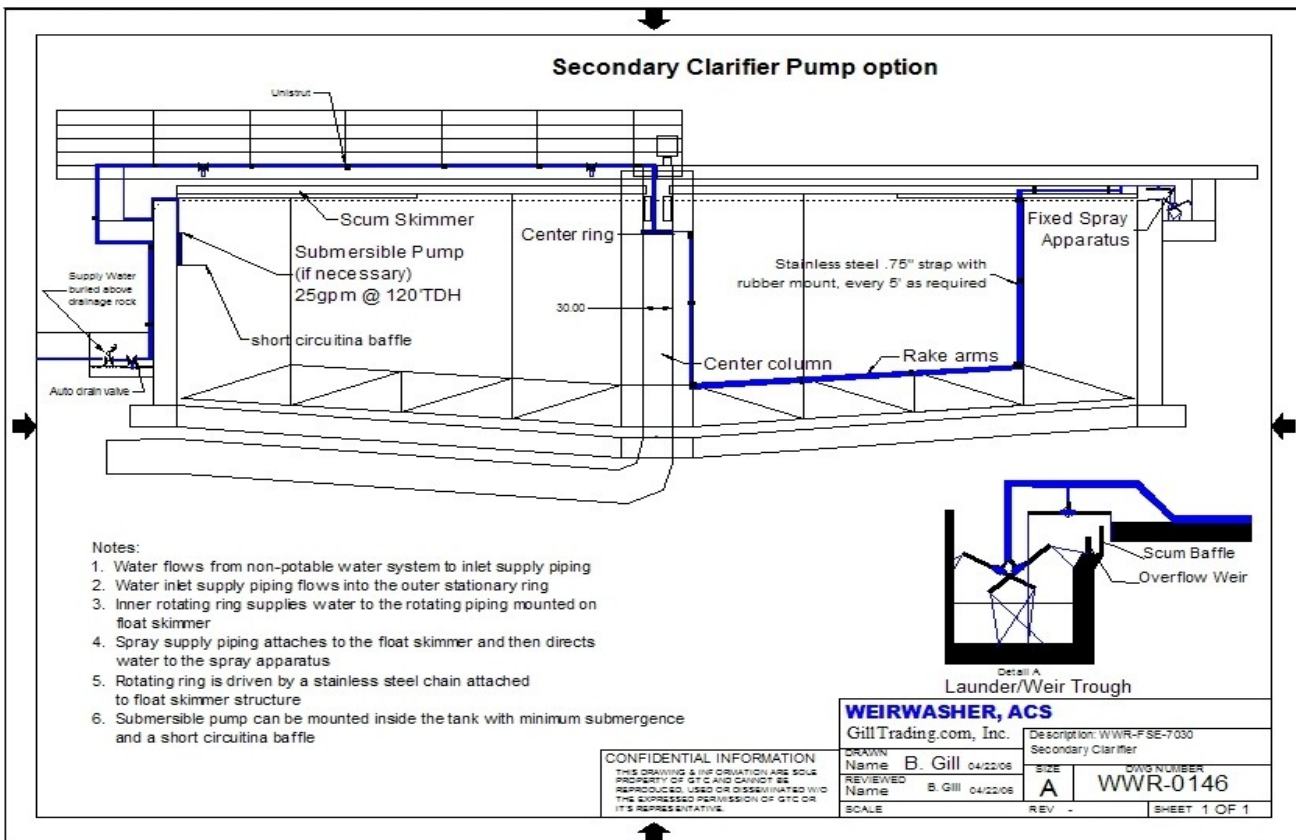 Secondary Clarifier Pump option
Unistrut
Scum Skimmer
Center ring
Fixed Spray
Apparatus
Submersible Pump
(if necessary)
25gpm @ 120'TDH
Stainless steel .75" strap with
rubber mount, every 5' as required
Supply Water
buried above
drainage rock
30.00
short circuitina baffle
Center column
Rake arms
Auto drain valve
Scum Baffle
Overflow Weir
Detail A
Launder/Weir Trough
Notes:
1. Water flows from non-potable water system to inlet supply piping
2. Water inlet supply piping flows into the outer stationary ring
3. Inner rotating ring supplies water to the rotating piping mounted on
float skimmer
4. Spray supply piping attaches to the float skimmer and then directs
water to the spray apparatus
5. Rotating ring is driven by a stainless steel chain attached
to float skimmer structure
6. Submersible pump can be mounted inside the tank with minimum submergence
and a short circuitina baffle
CONFIDENTIAL INFORMATION
THIS DRAWING & INFORMATION ARE SOLE
PROPERTY OF GTC AND CANNOT BE
REPRODUCED, USED OR DISSEMINATED W/O
THE EXPRESSED PERMISSION OF GTC OR
IT'S REPRESENTATIVE.
WEIRWASHER, ACS
GillTrading.com, Inc.
Description: WWR-FSE-7030
Secondary Clarifier
DRAWN
Name B. Gill 04/22/06
REVIEWED
Name B. Gill 04/22/06
SIZE
A
DWG NUMBER
WWR-0146
SCALE
REV -
SHEET 1 OF 1